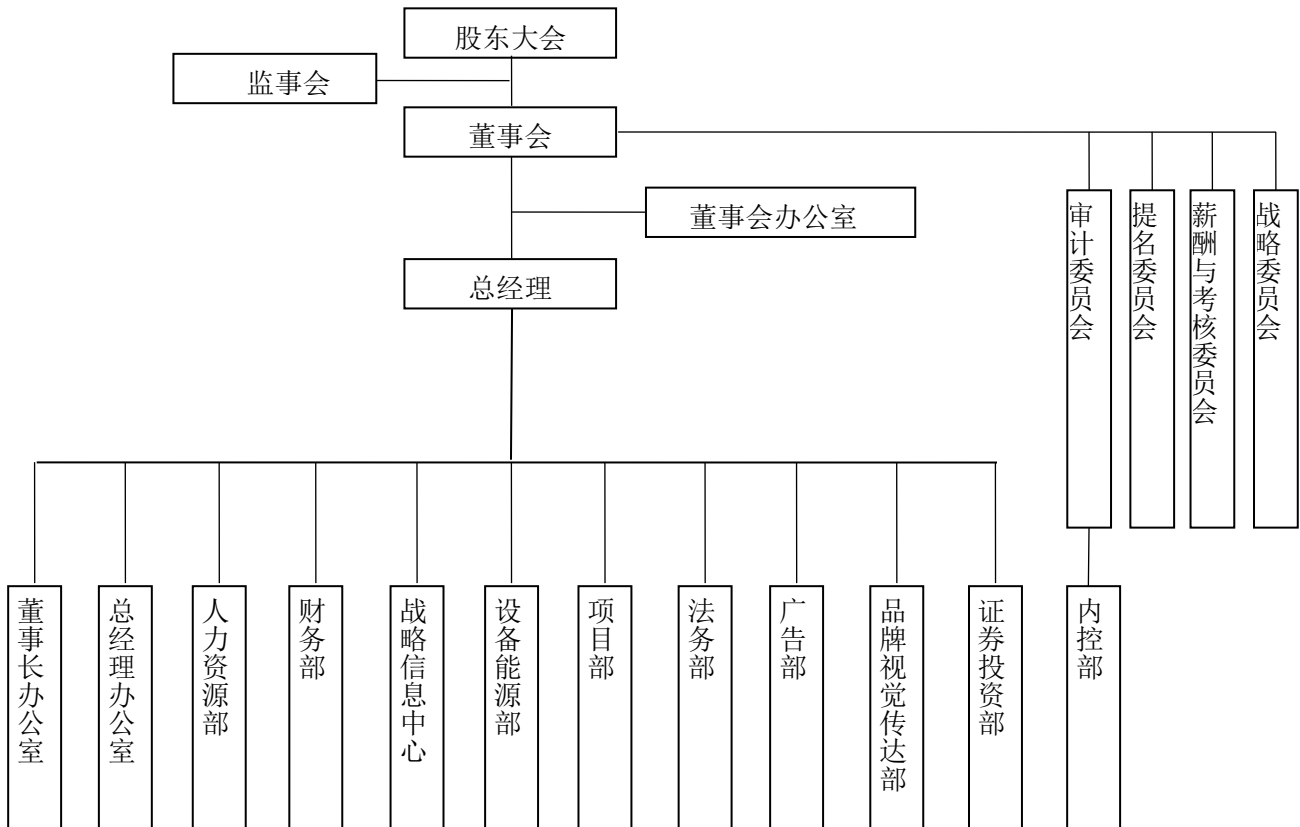 股东大会
监事会
董事会
董事会办公室
总经理
审计委员会
提名委员会
薪酬与考核委员会
战略委员会
董事长办公室
总经理办公室
人力资源部
财务部
战略信息中心
设备能源部
项目部
法务部
广告部
品牌视觉传达部
证券投资部
内控部